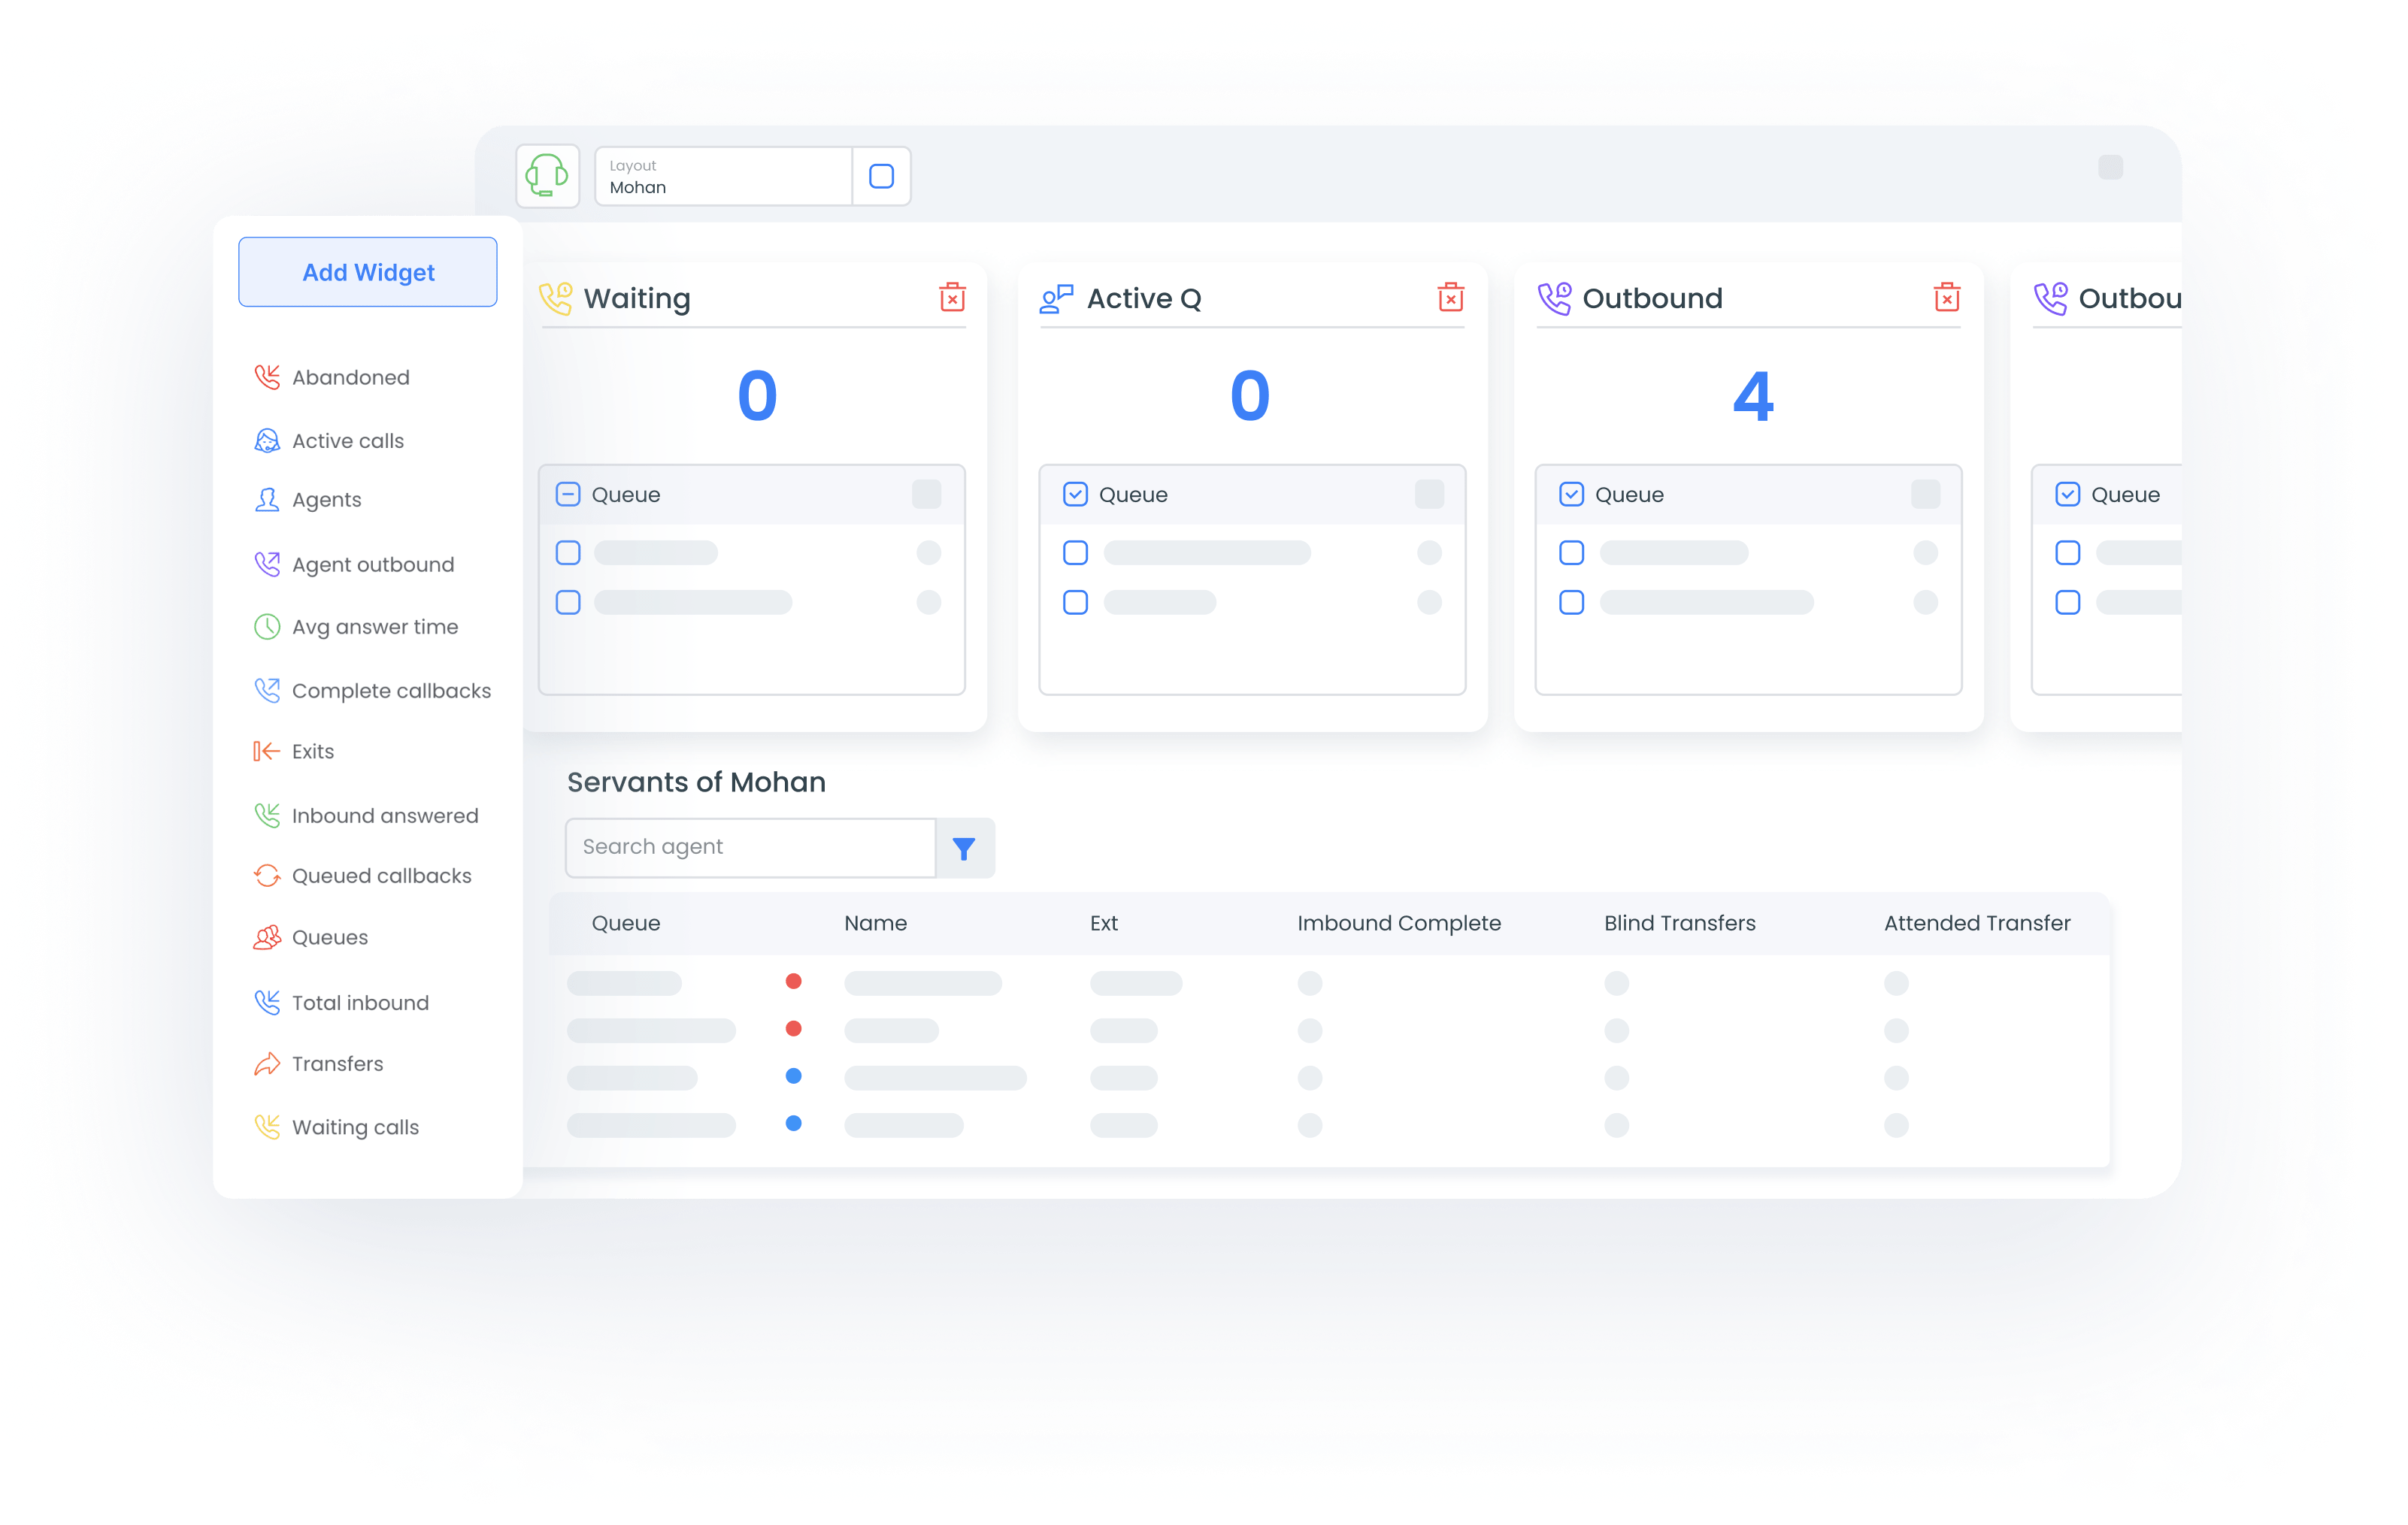 Layout
Mohan
Add Widget
Abandoned
Active calls
Agents
Agent outbound
Avg answer time
Complete callbacks
Exits
Inbound answered
Queued callbacks
Queues
Total inbound
Transfers
Waiting calls
Waiting
0
Queue
Active Q
0
Queue
Outbound
4
Queue
Outbou
Queue
Servants of Mohan
Search agent
Queue Name Ext Imbound Complete Blind Transfers Attended Transfer